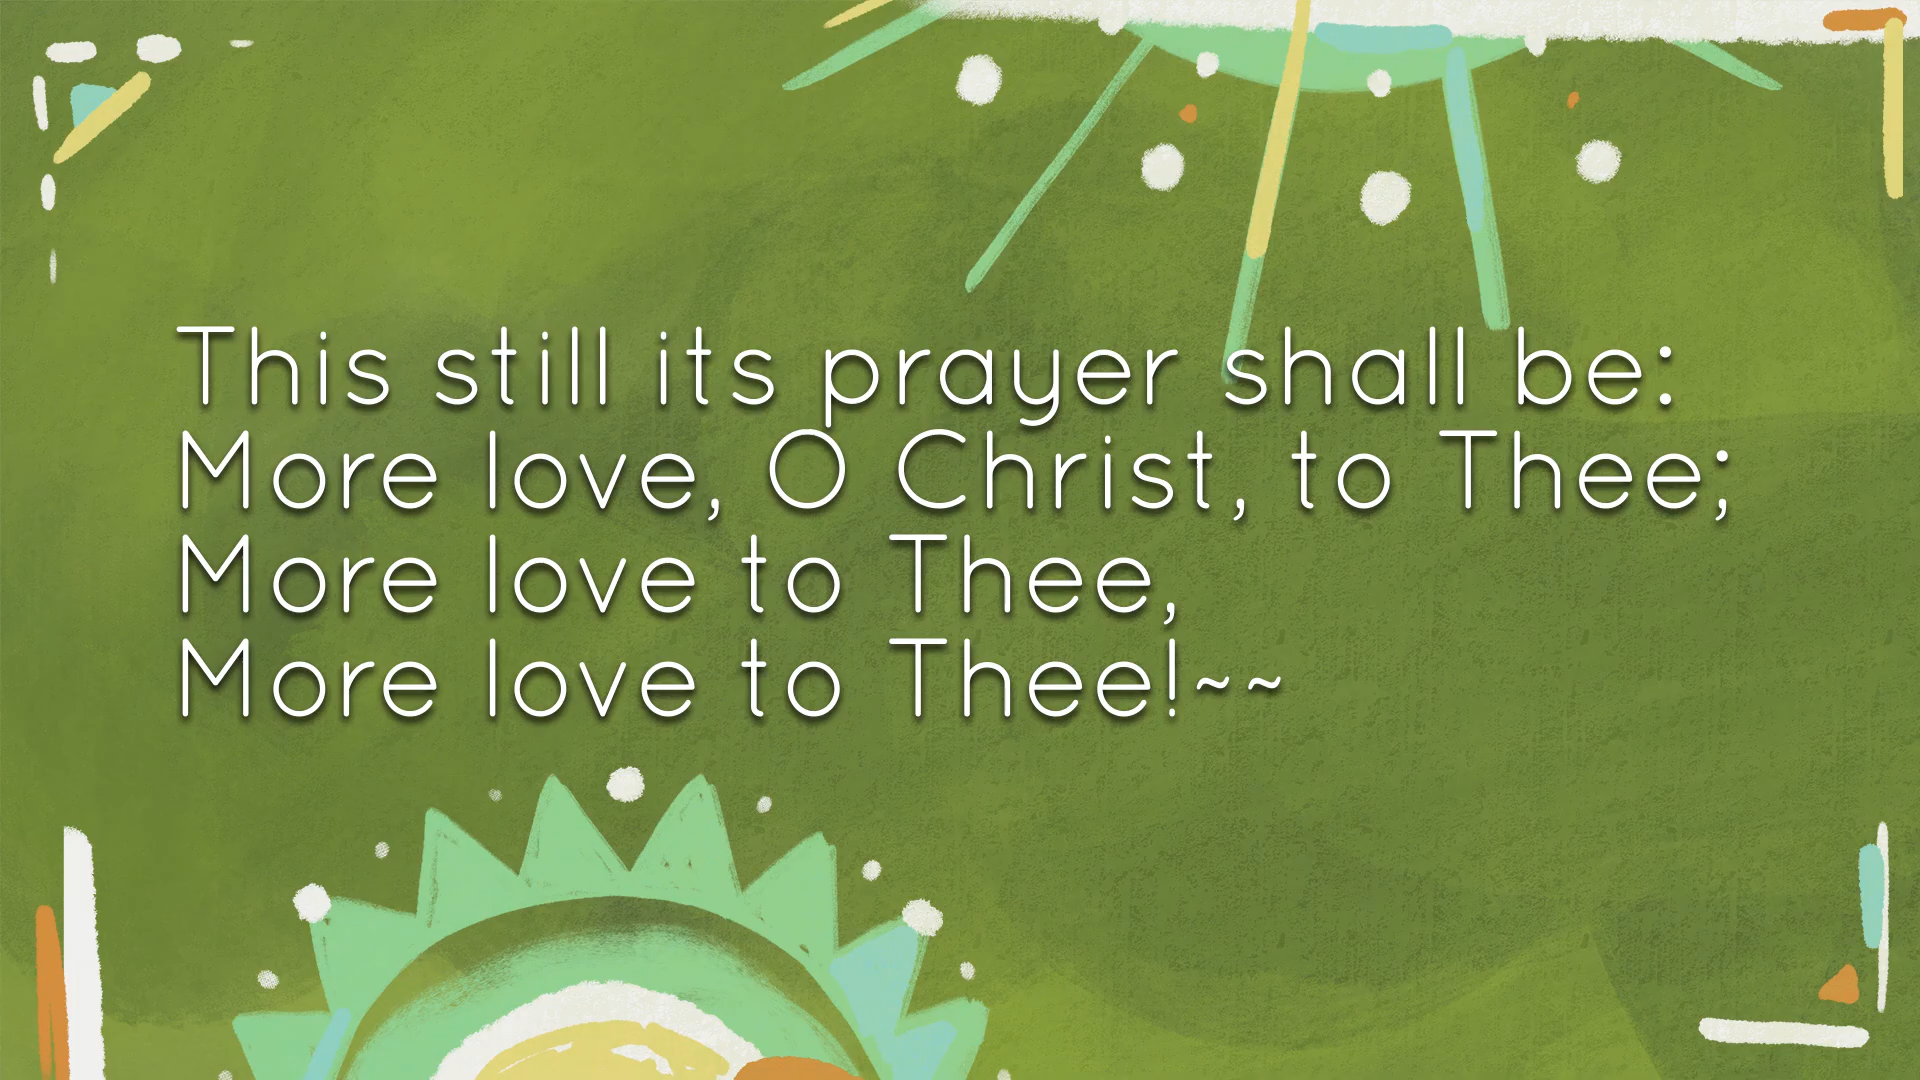 This still its prayer shall be:
More love, O Christ, to Thee;
More love to Thee,
More love to Thee!~~